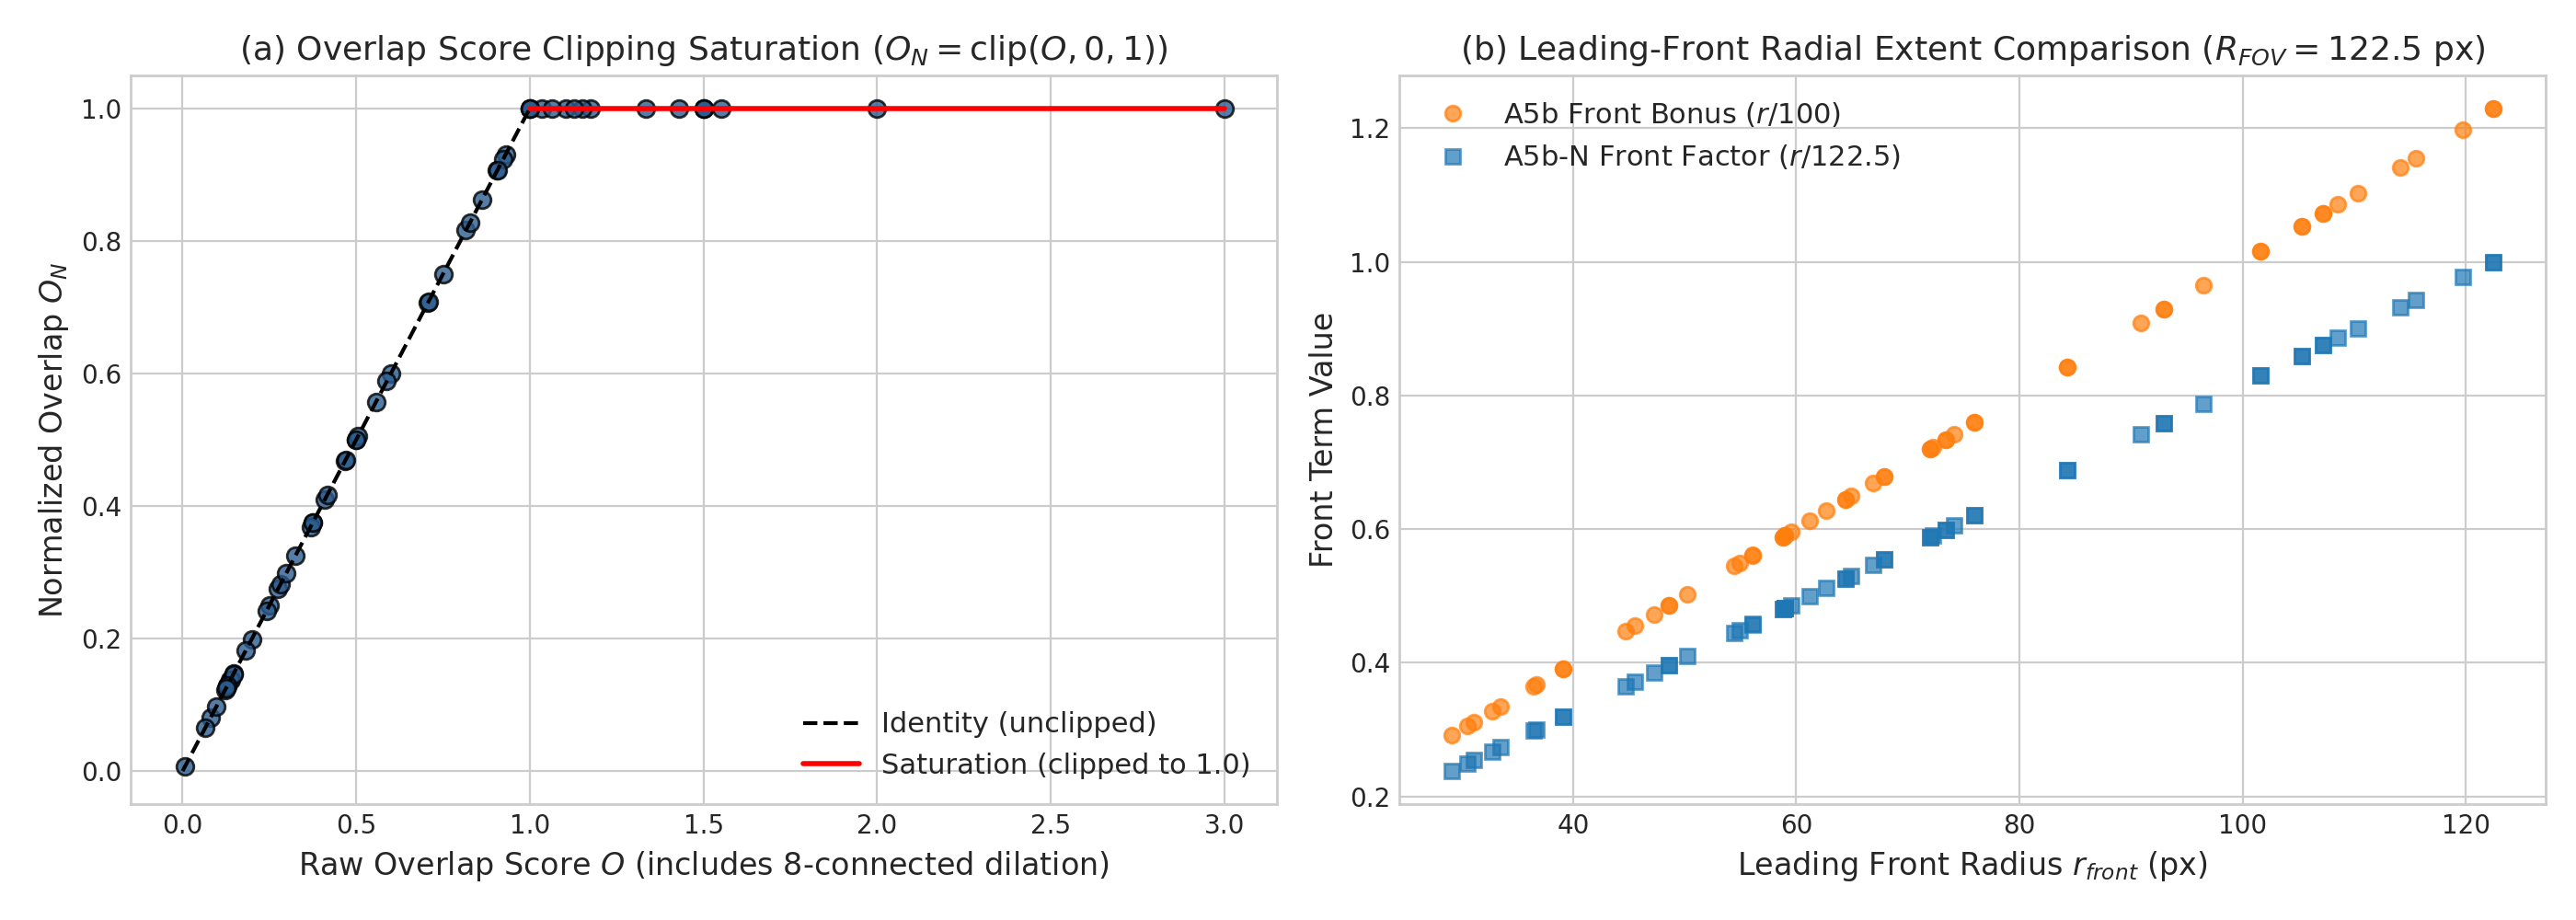 (a) Overlap Score Clipping Saturation (O_N = clip(O, 0, 1))
1.0
0.8
0.6
0.4
0.2
0.0
Normalized Overlap O_N
Identity (unclipped)
Saturation (clipped to 1.0)
0.0 0.5 1.0 1.5 2.0 2.5 3.0
Raw Overlap Score O (includes 8-connected dilation)
(b) Leading-Front Radial Extent Comparison (R_FOV = 122.5 px)
A5b Front Bonus (r/100)
A5b-N Front Factor (r/122.5)
1.2
1.0
0.8
0.6
0.4
0.2
Front Term Value
40 60 80 100 120
Leading Front Radius r_front (px)